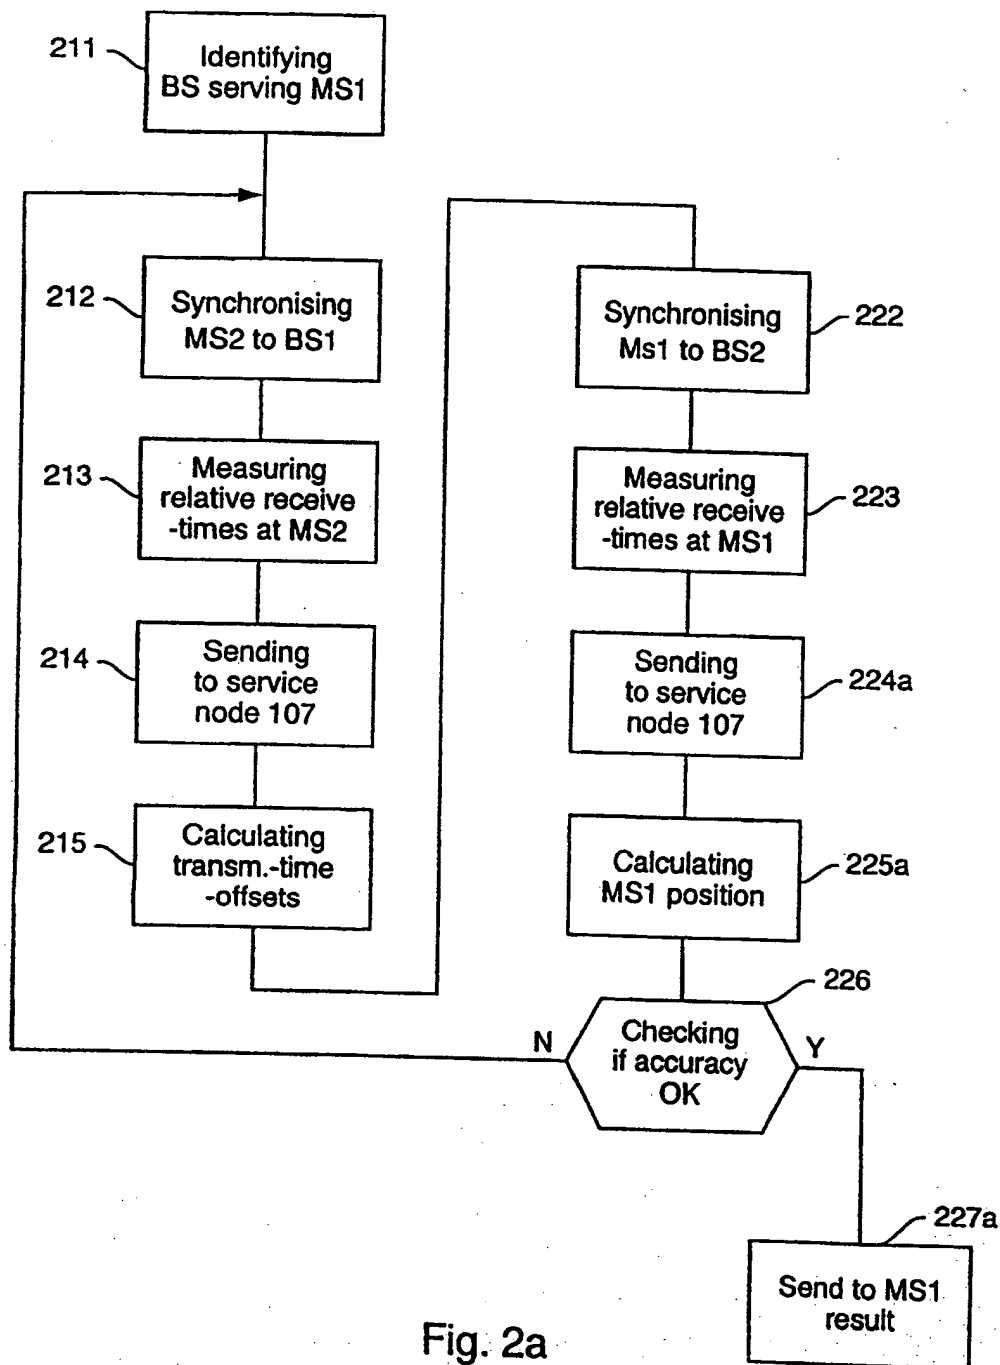 211
Identifying
BS serving MS1
212
Synchronising
MS2 to BS1
213
Measuring
relative receive
-times at MS2
214
Sending
to service
node 107
215
Calculating
transm.-time
-offsets
Synchronising
Ms1 to BS2
222
Measuring
relative receive
-times at MS1
223
Sending
to service
node 107
224a
Calculating
MS1 position
225a
226
N
Checking
if accuracy
OK
Y
227a
Send to MS1
result
Fig. 2a